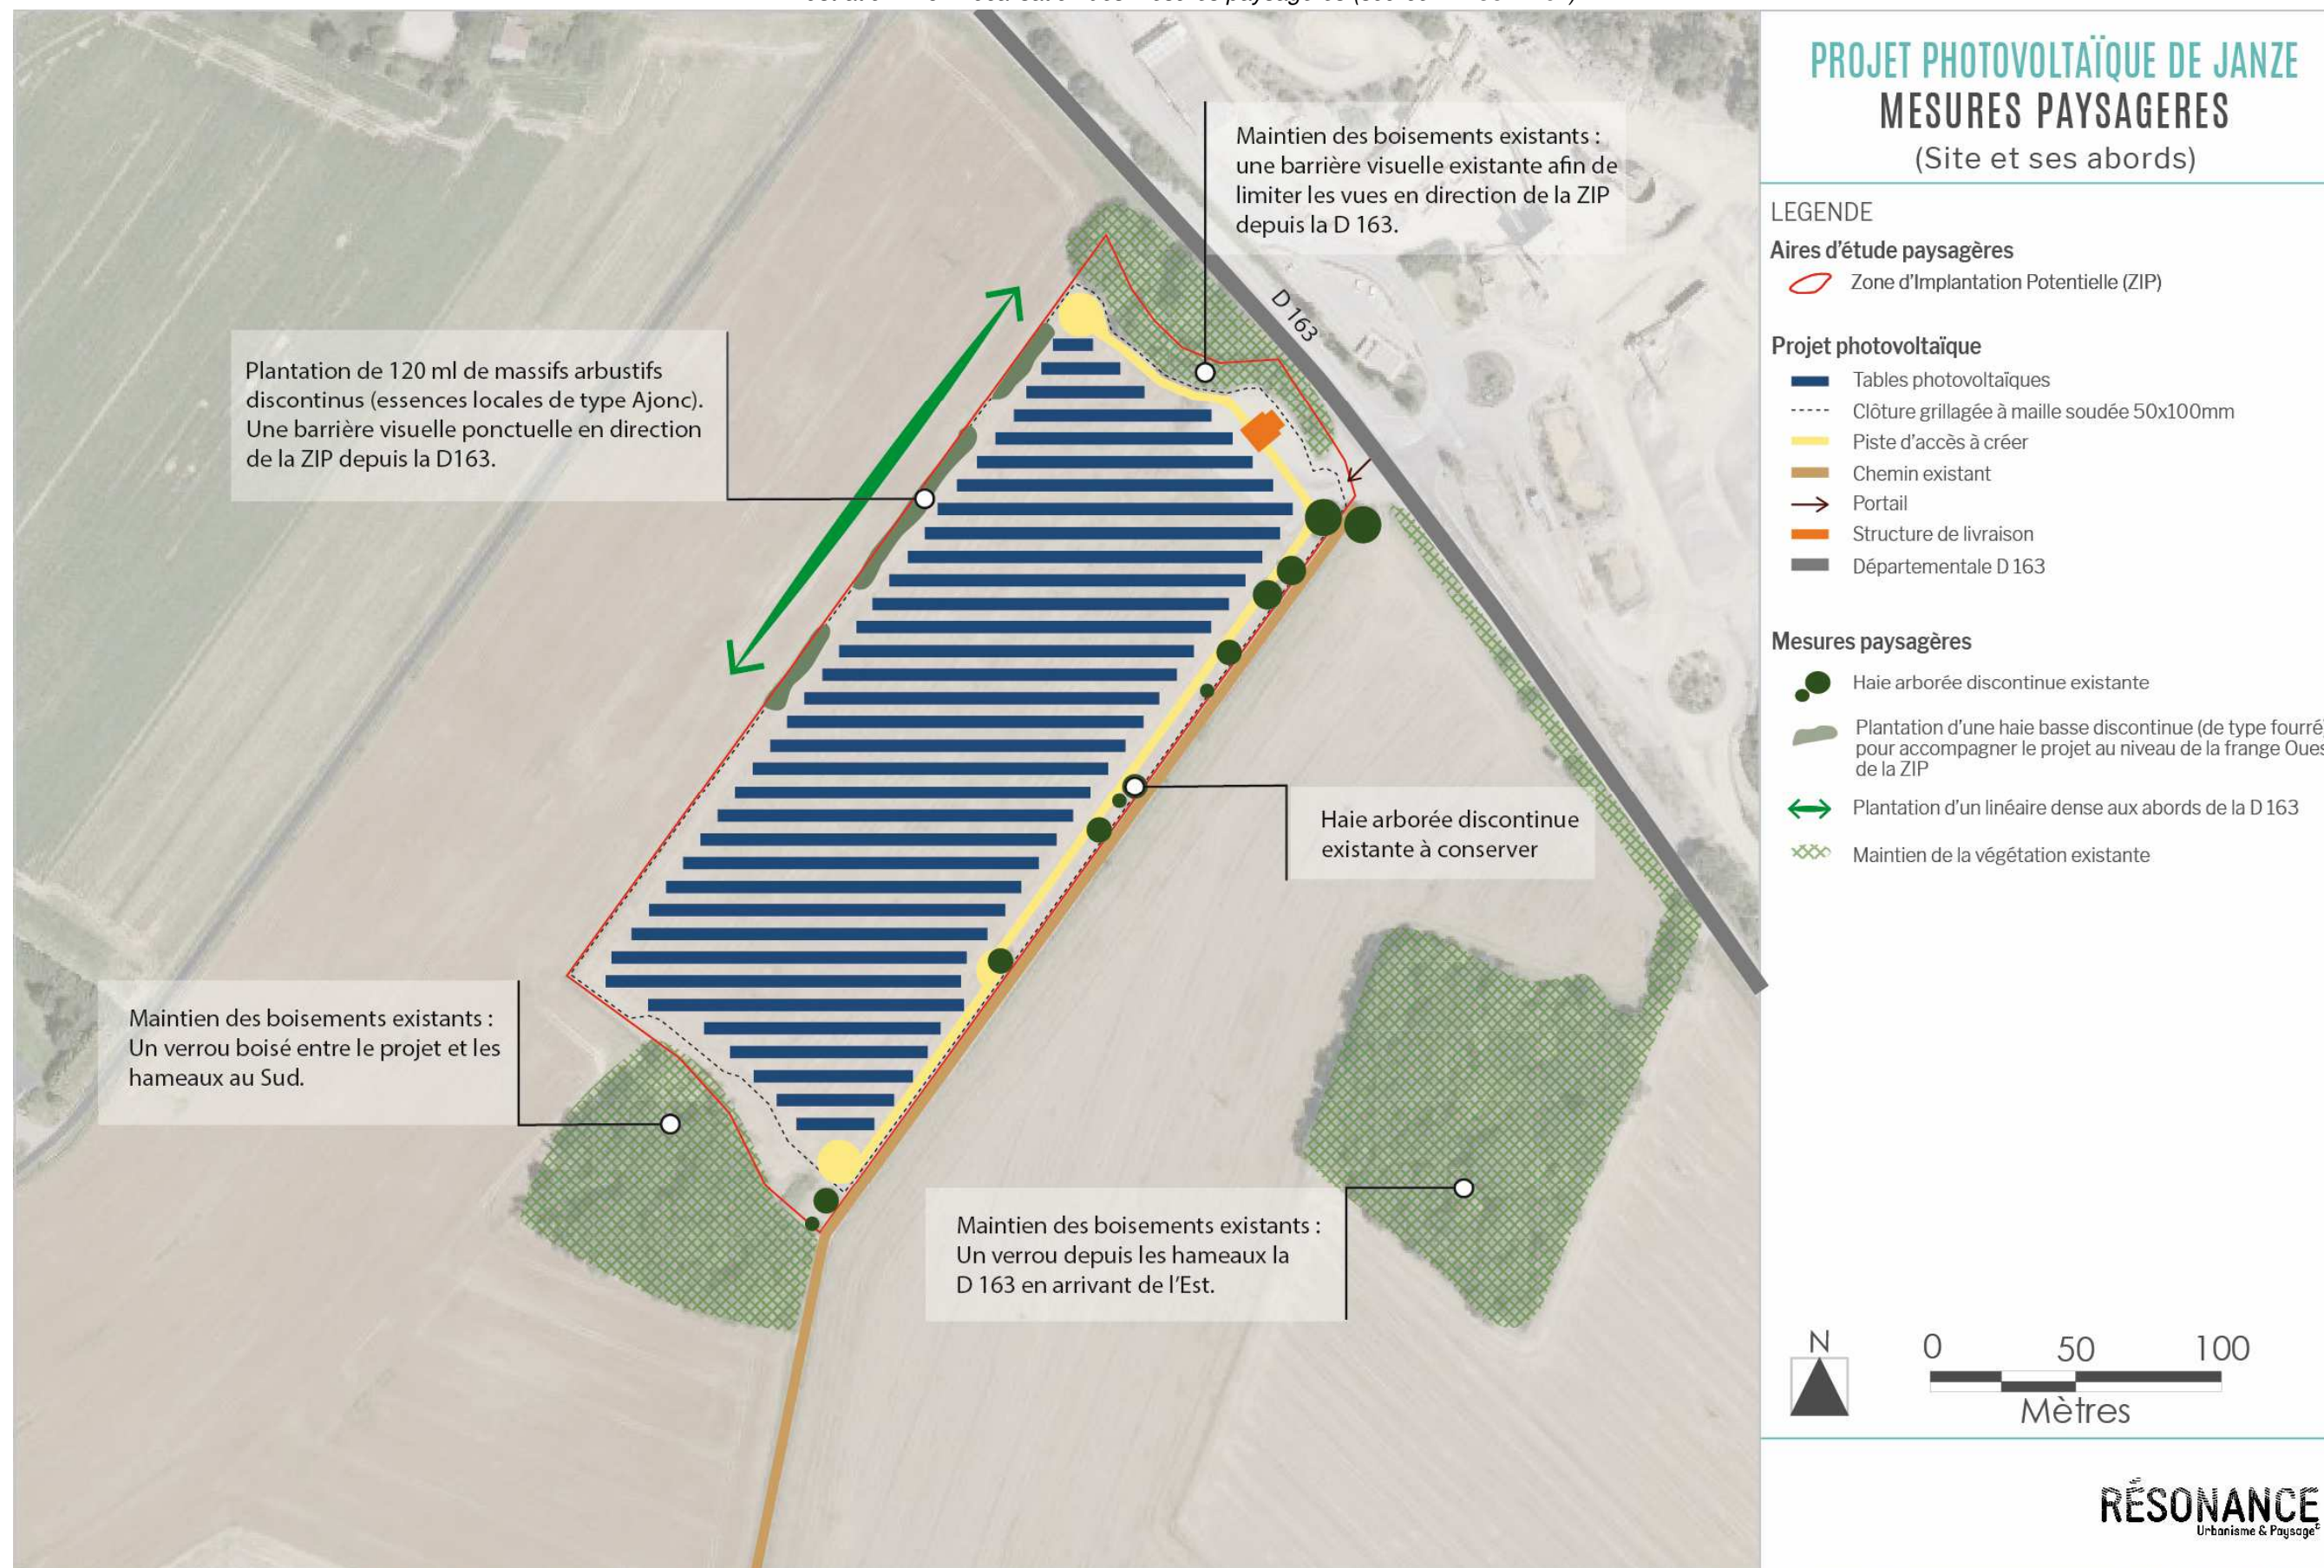 PROJET PHOTOVOLTAÏQUE DE JANZE
MESURES PAYSAGERES
(Site et ses abords)
LEGENDE
Aires d'étude paysagères
Zone d'Implantation Potentielle (ZIP)
Projet photovoltaïque
Tables photovoltaïques
Clôture grillagée à maille soudée 50x100mm
Piste d'accès à créer
Chemin existant
Portail
Structure de livraison
Départementale D 163
Mesures paysagères
Haie arborée discontinue existante
Plantation d'une haie basse discontinue (de type fourré
pour accompagner le projet au niveau de la frange Oues
de la ZIP
Plantation d'un linéaire dense aux abords de la D 163
Maintien de la végétation existante
N
0 50 100
Mètres
RÉSONANCE
Urbanisme & Paysage
Maintien des boisements existants :
une barrière visuelle existante afin de
limiter les vues en direction de la ZIP
depuis la D 163.
D 163
Plantation de 120 ml de massifs arbustifs
discontinus (essences locales de type Ajonc).
Une barrière visuelle ponctuelle en direction
de la ZIP depuis la D163.
Haie arborée discontinue
existante à conserver
Maintien des boisements existants :
Un verrou boisé entre le projet et les
hameaux au Sud.
Maintien des boisements existants :
Un verrou depuis les hameaux la
D 163 en arrivant de l'Est.